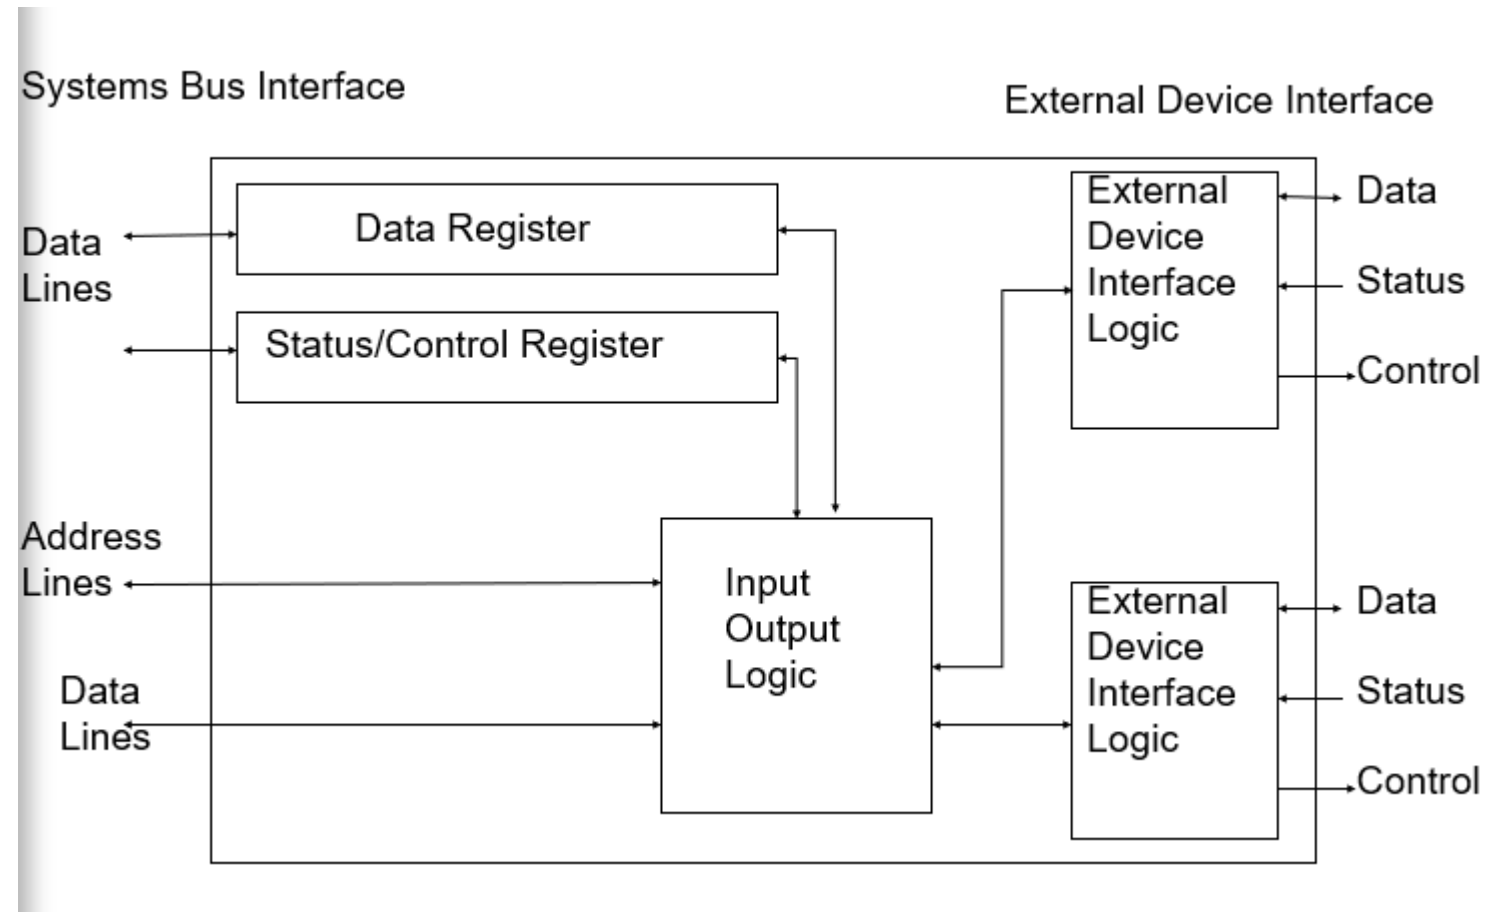 Systems Bus Interface
External Device Interface
Data
Lines
Data Register
Status/Control Register
External
Device
Interface
Logic
Data
Status
Control
Address
Lines
Data
Lines
Input
Output
Logic
External
Device
Interface
Logic
Data
Status
Control